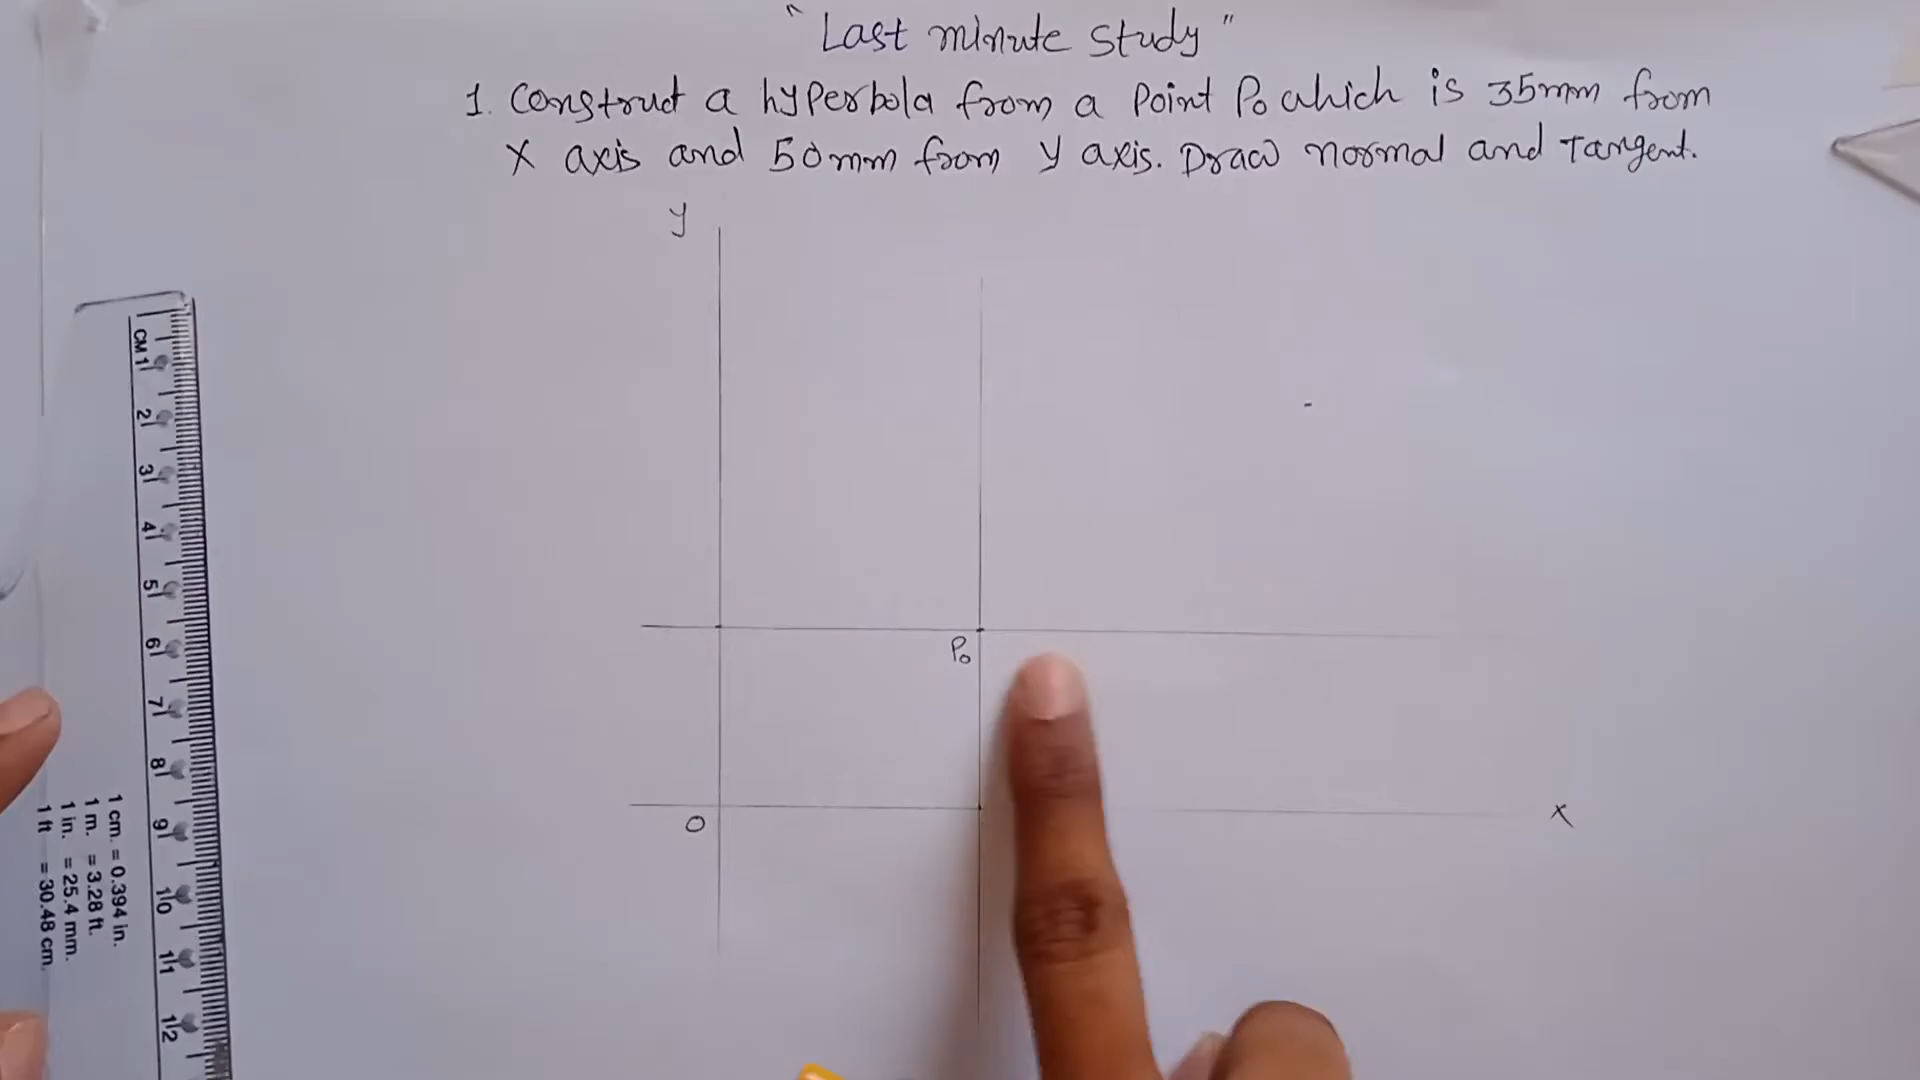 "Last minute study"
1. Construct a hyperbola from a point P₀ which is 35mm from
X axis and 50mm from y axis. Draw normal and Tangent.
y
P₀
O
X
CM 1
2
3
4
5
6
7
8
9
10
11
12
1 cm. = 0.394 in.
1 m. = 3.28 ft.
1 in. = 25.4 mm.
1 ft = 30.48 cm.